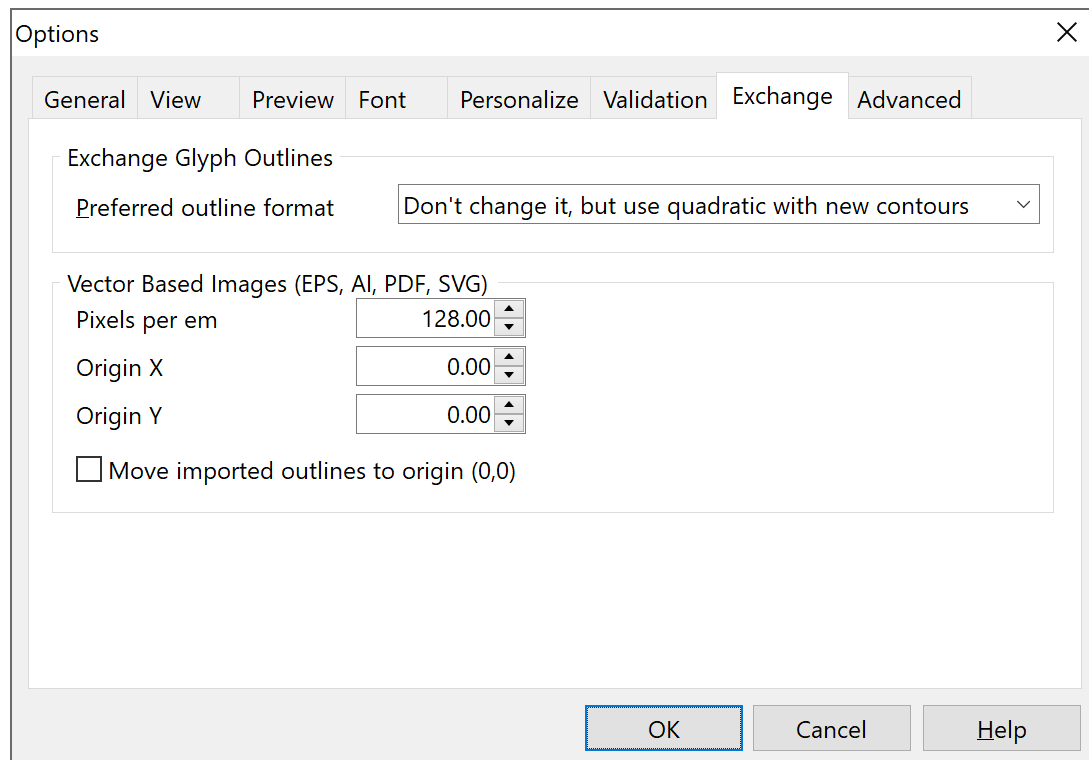 Options
General View Preview Font Personalize Validation Exchange Advanced
Exchange Glyph Outlines
Preferred outline format Don't change it, but use quadratic with new contours
Vector Based Images (EPS, AI, PDF, SVG)
Pixels per em 128.00
Origin X 0.00
Origin Y 0.00
Move imported outlines to origin (0,0)
OK Cancel Help